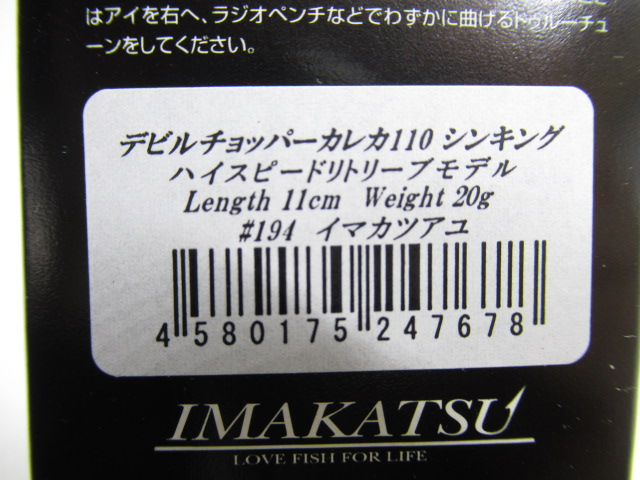 はアイを右へ、ラジオペンチなどでわずかに曲げるトゥルーチュ
ーンをしてください。
デビルチョッパーカレカ110 シンキング
ハイスピードリトリーブモデル
Length 11cm Weight 20g
#194 イマカツアユ
4 580175 247678
IMAKATSU
LOVE FISH FOR LIFE